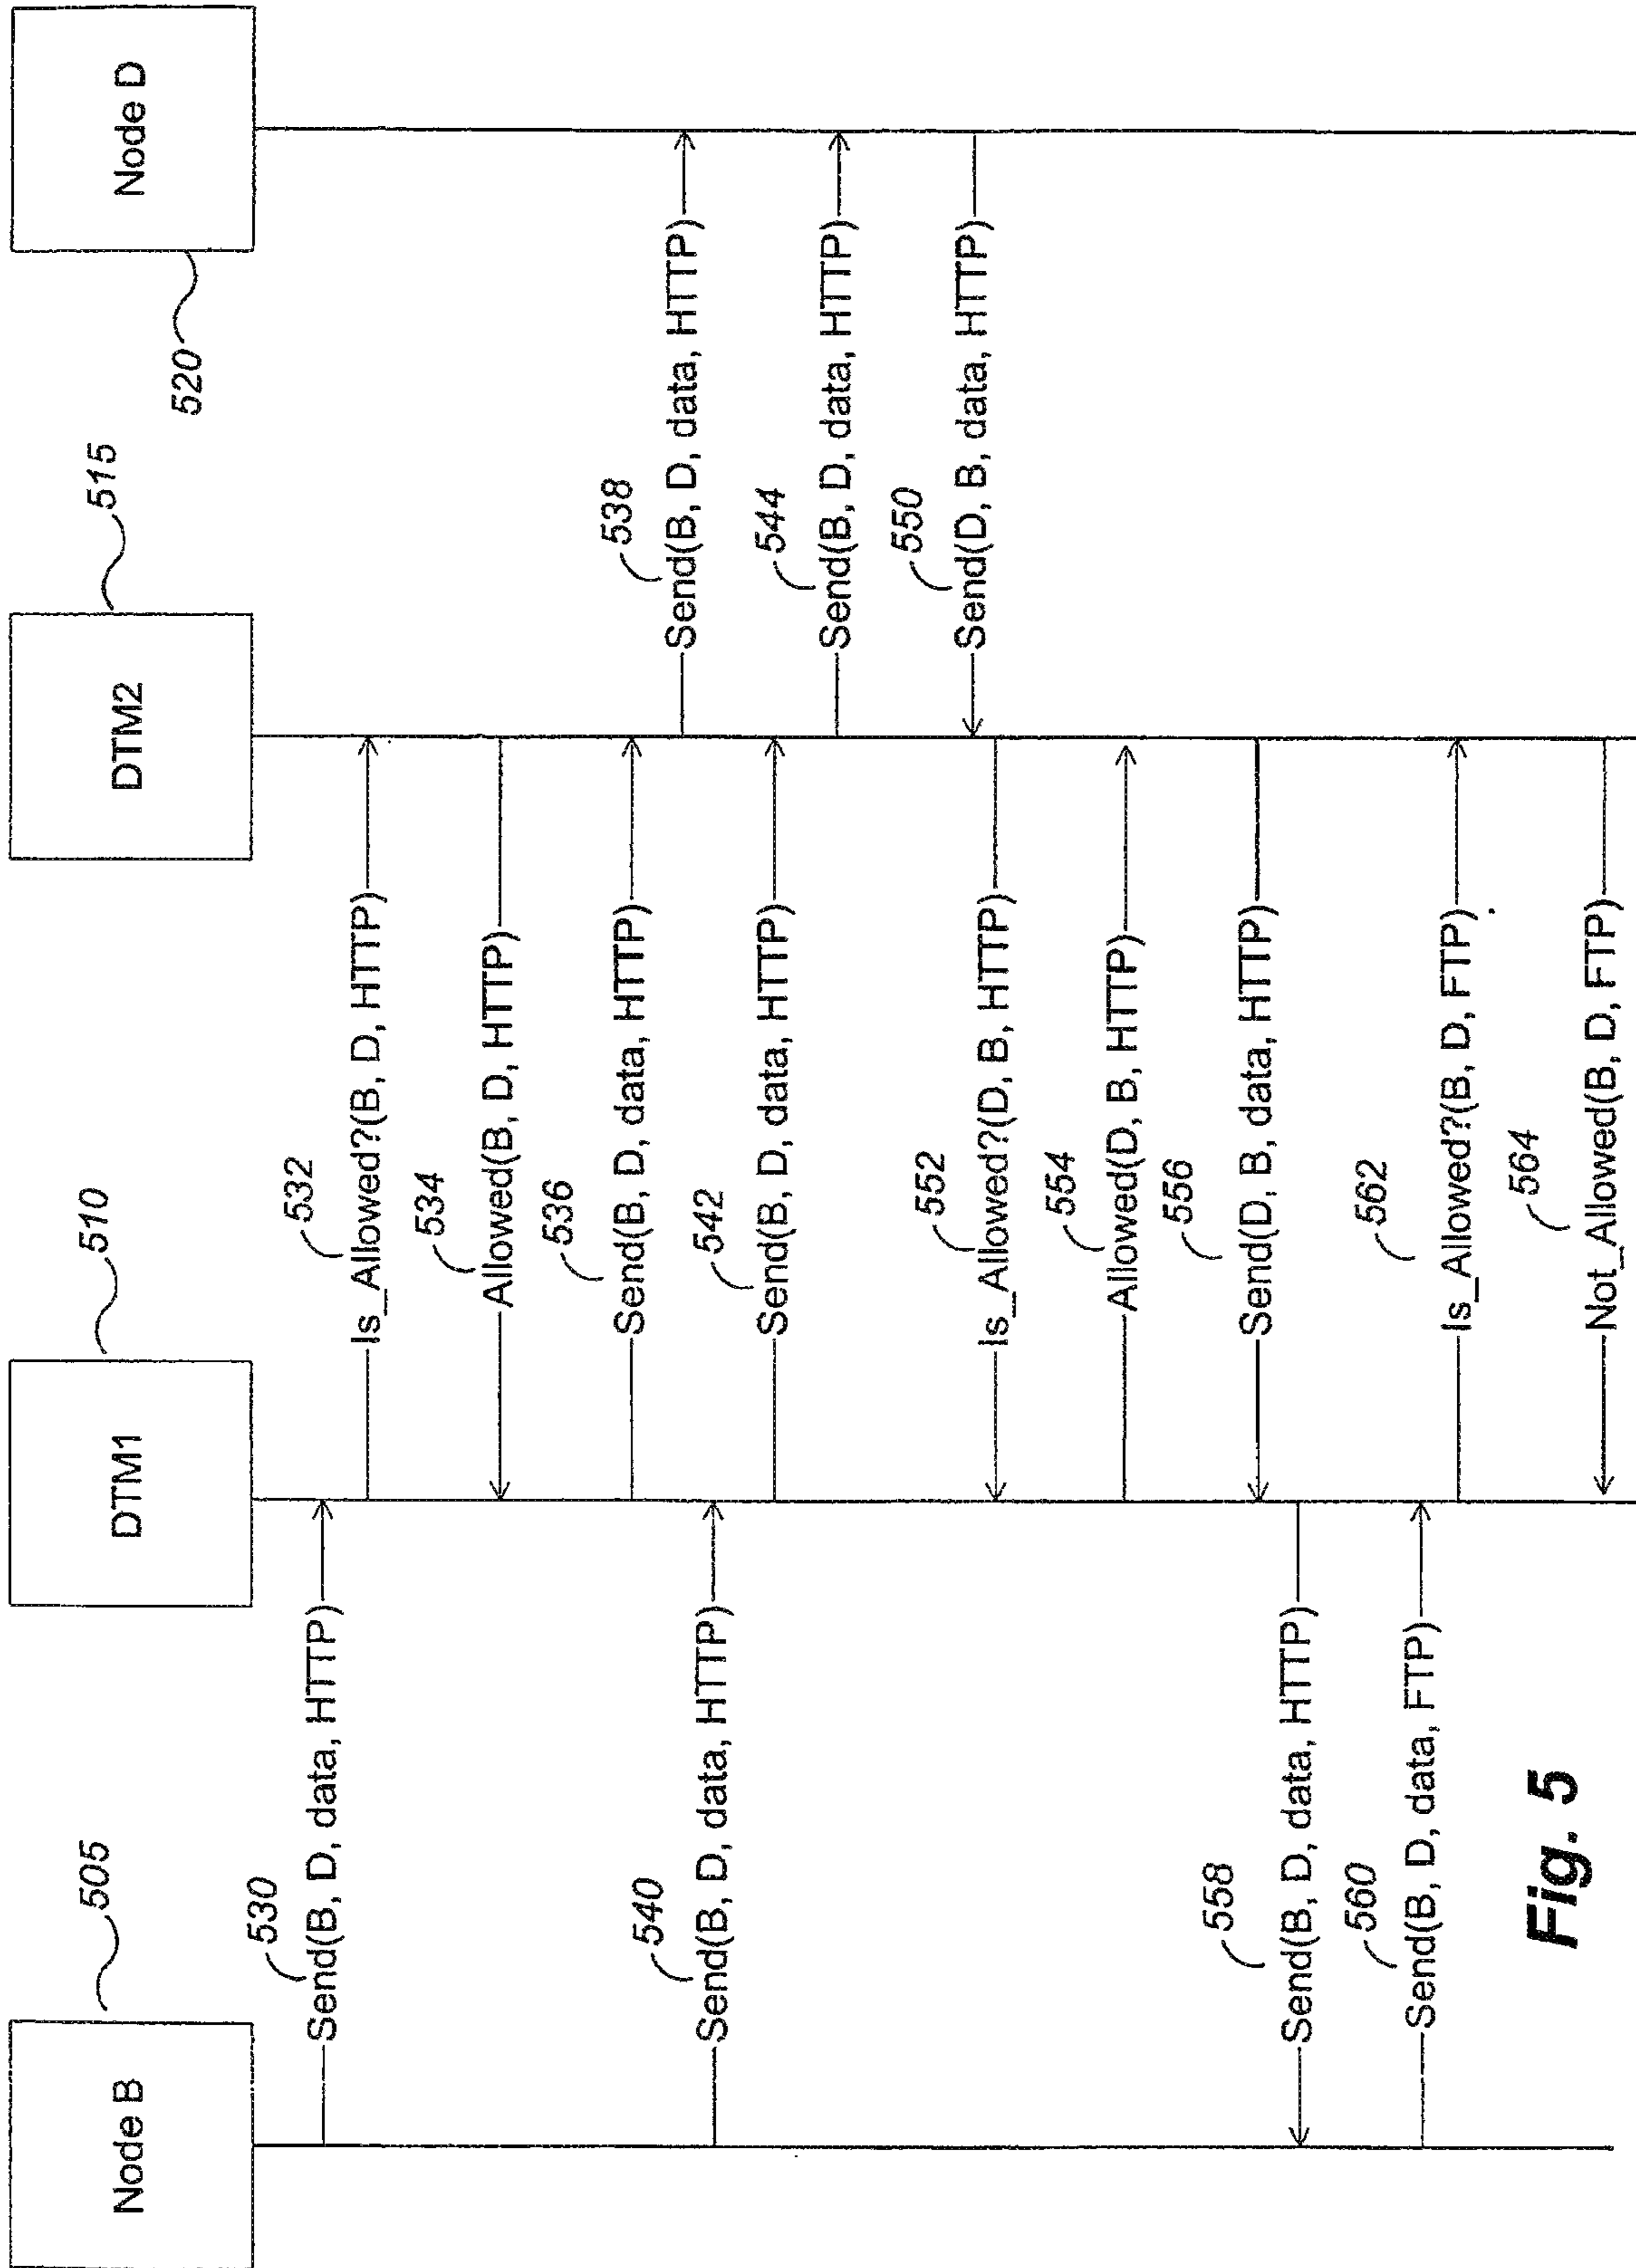 Node B
505
DTM1
510
DTM2
515
Node D
520
530
Send(B, D, data, HTTP)
532
Is_Allowed?(B, D, HTTP)
534
Allowed(B, D, HTTP)
536
Send(B, D, data, HTTP)
538
Send(B, D, data, HTTP)
540
Send(B, D, data, HTTP)
542
Send(B, D, data, HTTP)
544
Send(B, D, data, HTTP)
550
Send(D, B, data, HTTP)
552
Is_Allowed?(D, B, HTTP)
554
Allowed(D, B, HTTP)
556
Send(D, B, data, HTTP)
558
Send(B, D, data, HTTP)
560
Send(B, D, data, FTP)
562
Is_Allowed?(B, D, FTP)
564
Not_Allowed(B, D, FTP)
Fig. 5